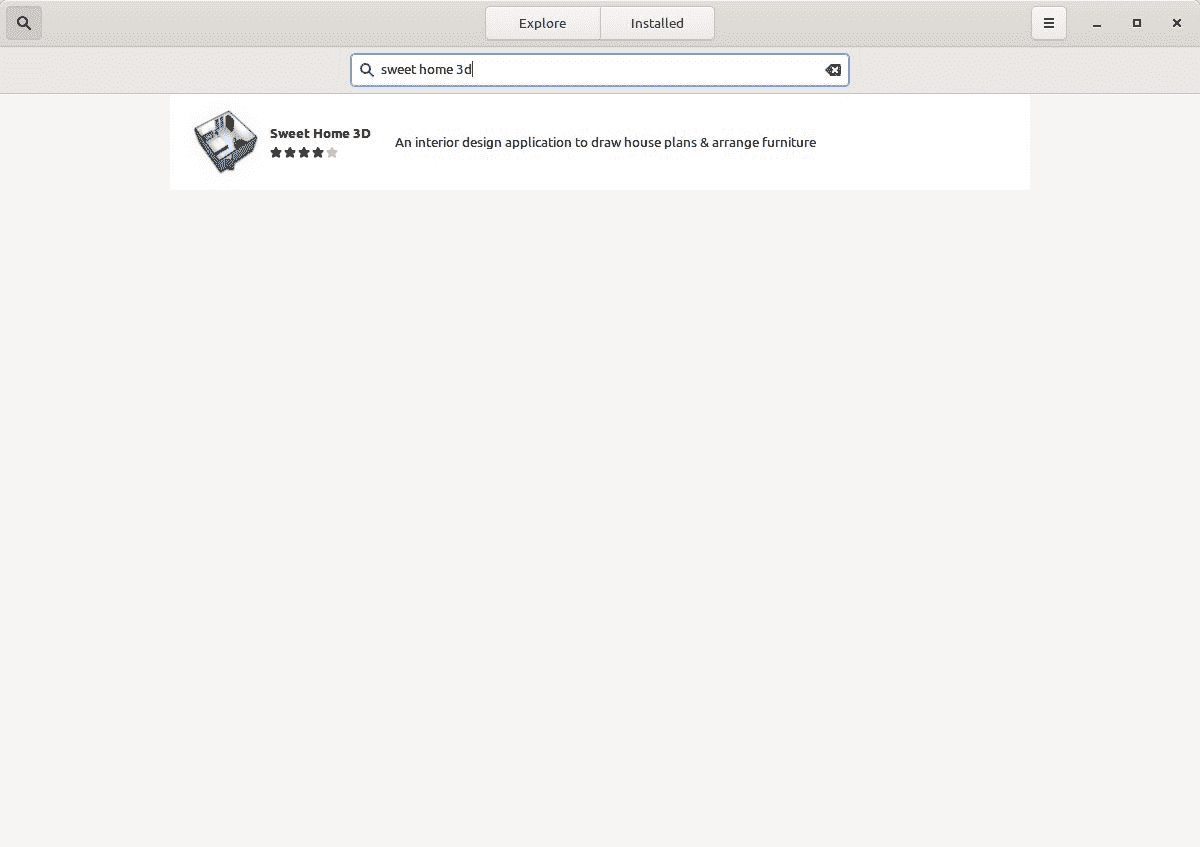 Explore
Installed
sweet home 3d
Sweet Home 3D
An interior design application to draw house plans & arrange furniture